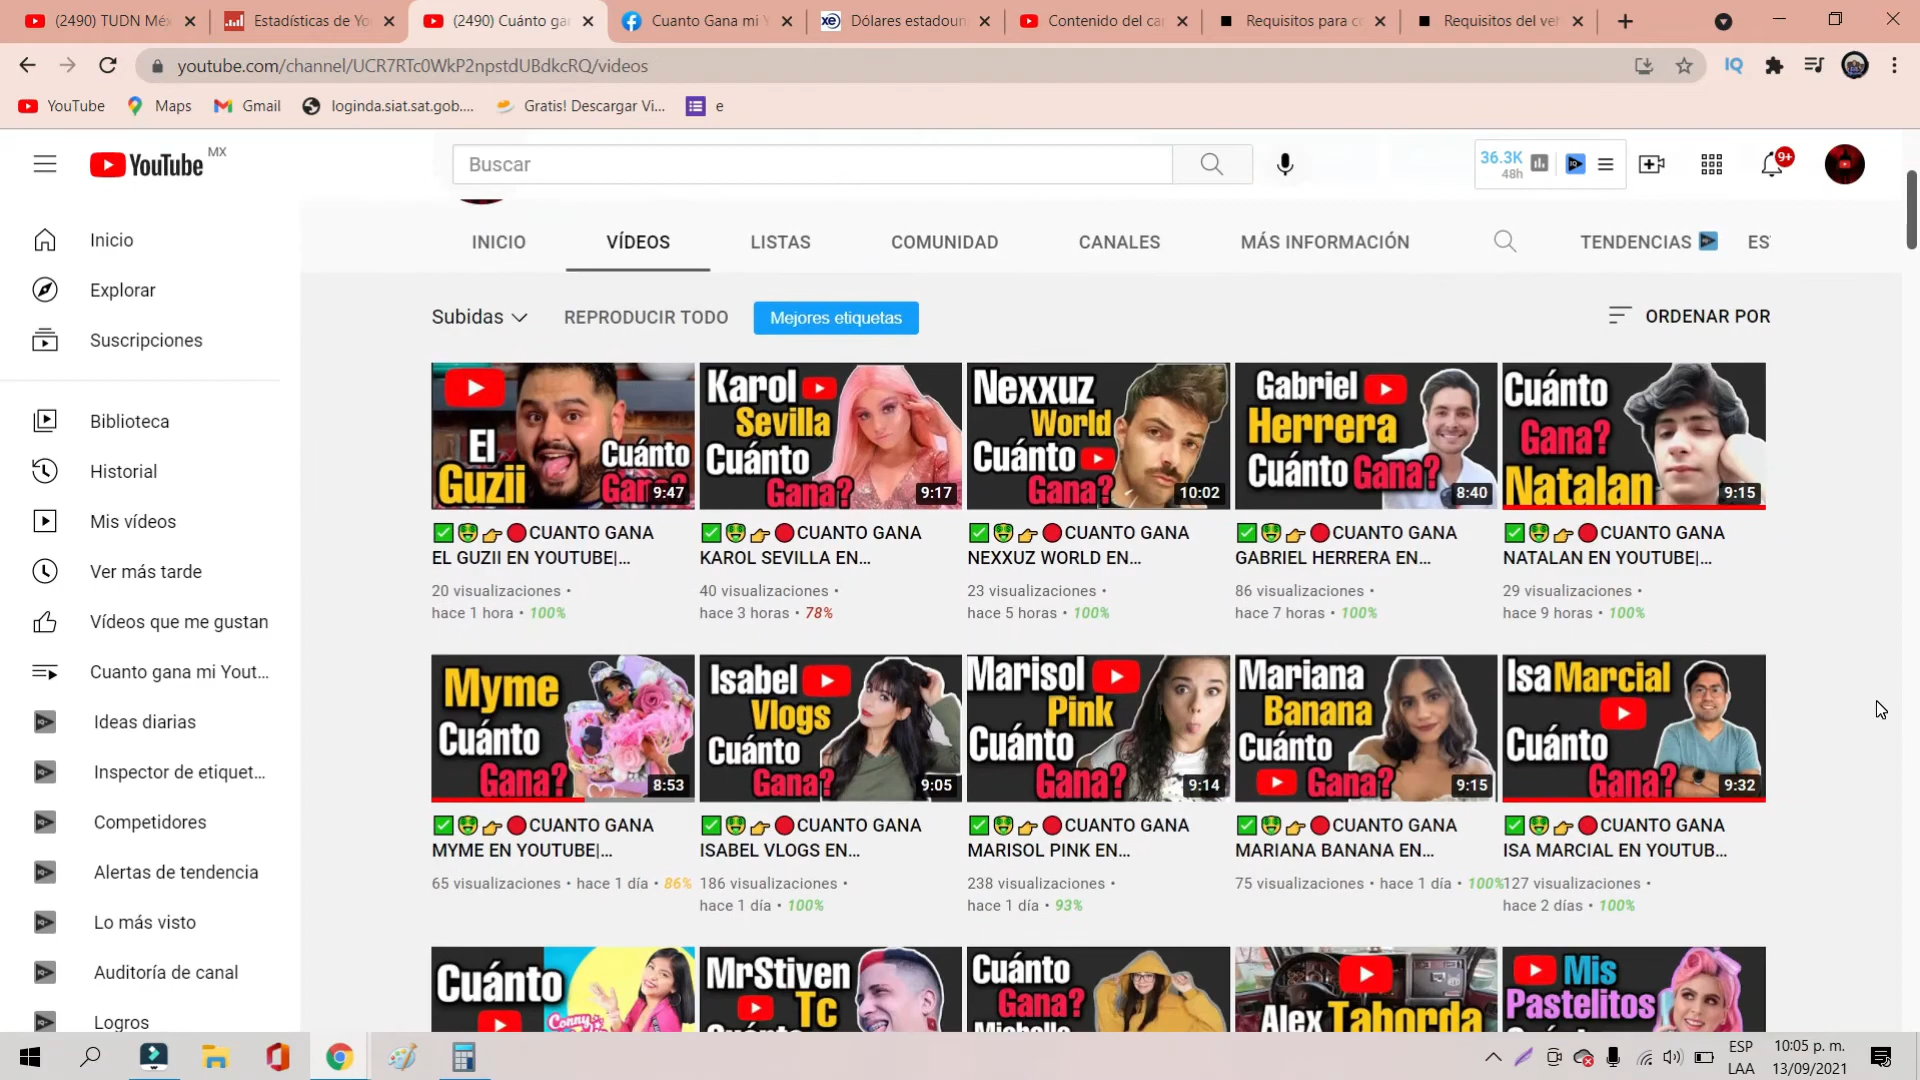 (2490) TUDN Méx
Estadísticas de Yo
(2490) Cuánto gan
Cuanto Gana mi Y
Dólares estadoun
Contenido del ca
Requisitos para c
Requisitos del ve
youtube.com/channel/UCR7RTc0WkP2npstdUBdkcRQ/videos
YouTube
Maps
Gmail
loginda.siat.sat.gob....
Gratis! Descargar Vi...
e
YouTube MX
Buscar
36.3K
48h
9+
Inicio
Explorar
Suscripciones
Biblioteca
Historial
Mis vídeos
Ver más tarde
Vídeos que me gustan
Cuanto gana mi Yout...
Ideas diarias
Inspector de etiquet...
Competidores
Alertas de tendencia
Lo más visto
Auditoría de canal
Logros
INICIO
VÍDEOS
LISTAS
COMUNIDAD
CANALES
MÁS INFORMACIÓN
TENDENCIAS
ES
Subidas
REPRODUCIR TODO
Mejores etiquetas
ORDENAR POR
El
Guzii
Cuánto
Gana?
9:47
✅🤑👉🔴CUANTO GANA
EL GUZII EN YOUTUBE|...
20 visualizaciones •
hace 1 hora • 100%
Karol
Sevilla
Cuánto
Gana?
9:17
✅🤑👉🔴CUANTO GANA
KAROL SEVILLA EN...
40 visualizaciones •
hace 3 horas • 78%
Nexxuz
World
Cuánto
Gana?
10:02
✅🤑👉🔴CUANTO GANA
NEXXUZ WORLD EN...
23 visualizaciones •
hace 5 horas • 100%
Gabriel
Herrera
Cuánto Gana?
8:40
✅🤑👉🔴CUANTO GANA
GABRIEL HERRERA EN...
86 visualizaciones •
hace 7 horas • 100%
Cuánto
Gana?
Natalan
9:15
✅🤑👉🔴CUANTO GANA
NATALAN EN YOUTUBE|...
29 visualizaciones •
hace 9 horas • 100%
Myme
Cuánto
Gana?
8:53
✅🤑👉🔴CUANTO GANA
MYME EN YOUTUBE|...
65 visualizaciones • hace 1 día • 86%
Isabel
Vlogs
Cuánto
Gana?
9:05
✅🤑👉🔴CUANTO GANA
ISABEL VLOGS EN...
186 visualizaciones •
hace 1 día • 100%
Marisol
Pink
Cuánto
Gana?
9:14
✅🤑👉🔴CUANTO GANA
MARISOL PINK EN...
238 visualizaciones •
hace 1 día • 93%
Mariana
Banana
Cuánto
Gana?
9:15
✅🤑👉🔴CUANTO GANA
MARIANA BANANA EN...
75 visualizaciones • hace 1 día • 100%
Isa Marcial
Cuánto
Gana?
9:32
✅🤑👉🔴CUANTO GANA
ISA MARCIAL EN YOUTUB...
127 visualizaciones •
hace 2 días • 100%
Cuánto
Conny
MrStiven
Tc
Cuánto
Cuánto
Gana?
Michelle
Alex Taborda
Mis
Pastelitos
ESP
LAA
10:05 p. m.
13/09/2021